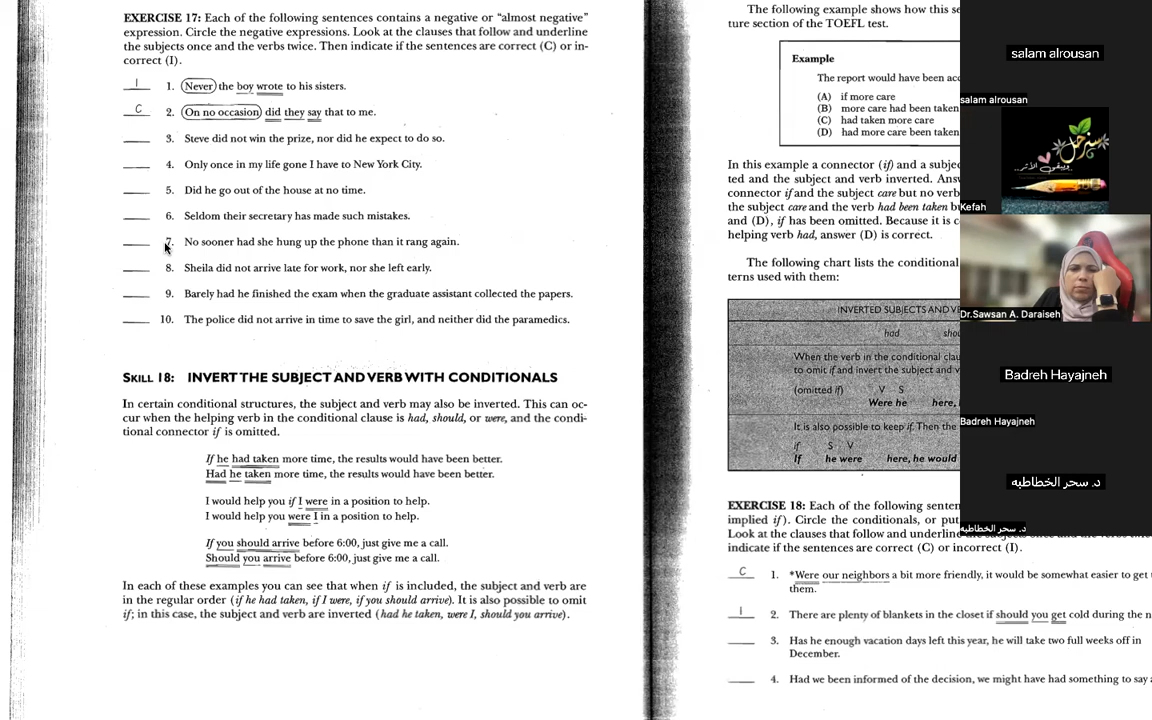 EXERCISE 17: Each of the following sentences contains a negative or “almost negative”
expression. Circle the negative expressions. Look at the clauses that follow and underline
the subjects once and the verbs twice. Then indicate if the sentences are correct (C) or in-
correct (I).
I 1. Never the boy wrote to his sisters.
C 2. On no occasion did they say that to me.
3. Steve did not win the prize, nor did he expect to do so.
4. Only once in my life gone I have to New York City.
5. Did he go out of the house at no time.
6. Seldom their secretary has made such mistakes.
7. No sooner had she hung up the phone than it rang again.
8. Sheila did not arrive late for work, nor she left early.
9. Barely had he finished the exam when the graduate assistant collected the papers.
10. The police did not arrive in time to save the girl, and neither did the paramedics.
SKILL 18: INVERT THE SUBJECT AND VERB WITH CONDITIONALS
In certain conditional structures, the subject and verb may also be inverted. This can oc-
cur when the helping verb in the conditional clause is had, should, or were, and the condi-
tional connector if is omitted.
If he had taken more time, the results would have been better.
Had he taken more time, the results would have been better.
I would help you if I were in a position to help.
I would help you were I in a position to help.
If you should arrive before 6:00, just give me a call.
Should you arrive before 6:00, just give me a call.
In each of these examples you can see that when if is included, the subject and verb are
in the regular order (if he had taken, if I were, if you should arrive). It is also possible to omit
if; in this case, the subject and verb are inverted (had he taken, were I, should you arrive).
The following example shows how this se
ture section of the TOEFL test.
Example
The report would have been acc
(A) if more care
(B) more care had been taken
(C) had taken more care
(D) had more care been taken
In this example a connector (if) and a subjec
ted and the subject and verb inverted. Ans
connector if and the subject care but no verb
the subject care and the verb had been taken b
and (D), if has been omitted. Because it is c
helping verb had, answer (D) is correct.
The following chart lists the conditional
terns used with them:
INVERTED SUBJECTS AND VE
had shou
When the verb in the conditional clau
to omit if and invert the subject and v
(omitted if) V S
Were he here,
It is also possible to keep if. Then the
if S V
If he were here, he would
EXERCISE 18: Each of the following senten
implied if). Circle the conditionals, or put
Look at the clauses that follow and underline
indicate if the sentences are correct (C) or incorrect (I).
C 1. *Were our neighbors a bit more friendly, it would be somewhat easier to get
them.
I 2. There are plenty of blankets in the closet if should you get cold during the n
3. Has he enough vacation days left this year, he will take two full weeks off in
December.
4. Had we been informed of the decision, we might have had something to say
salam alrousan
salam alrousan
سنرحل
ويبقى الأثر..
Kefah
Dr.Sawsan A. Daraiseh
Badreh Hayajneh
Badreh Hayajneh
د. سحر الخطاطبه
د. سحر الخطاطبه